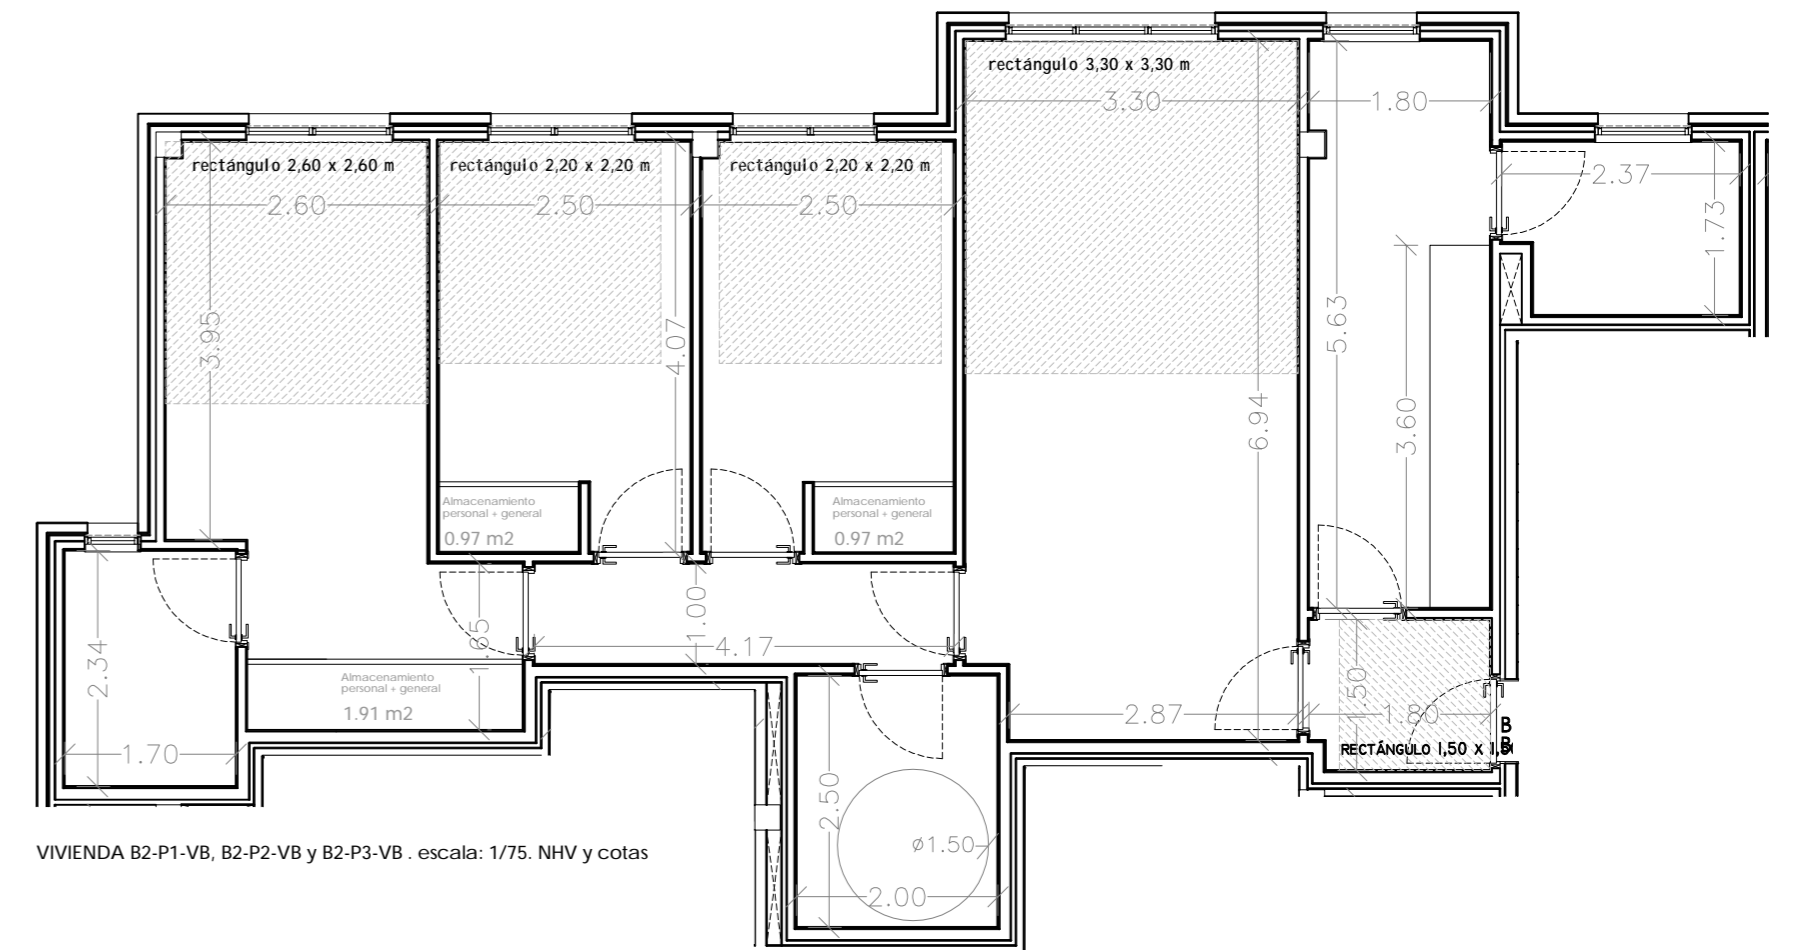 rectángulo 3,30 x 3,30 m
3.30
1.80
rectángulo 2,60 x 2,60 m
rectángulo 2,20 x 2,20 m
rectángulo 2,20 x 2,20 m
2.60
2.50
2.50
2.37
1.73
3.95
4.07
5.63
6.94
3.60
Almacenamiento
personal + general
0.97 m2
Almacenamiento
personal + general
0.97 m2
1.00
1.65
4.17
2.34
Almacenamiento
personal + general
1.91 m2
1.70
2.87
1.50
1.80
B
B
RECTÁNGULO 1,50 x 1,50
2.50
ø1.50
2.00
VIVIENDA B2-P1-VB, B2-P2-VB y B2-P3-VB . escala: 1/75. NHV y cotas